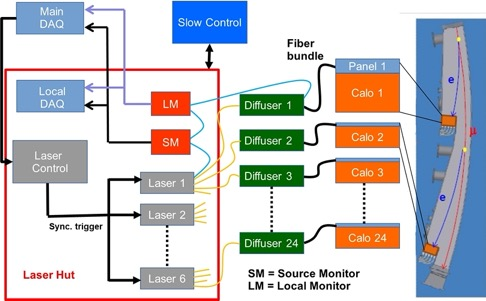 Main
DAQ
Slow Control
Fiber
bundle
Panel 1
Calo 1
Local
DAQ
LM
SM
Diffuser 1
Diffuser 2
Diffuser 3
Diffuser 24
Calo 2
Calo 3
Calo 24
Laser
Control
Laser 1
Laser 2
Laser 6
Sync. trigger
Laser Hut
SM = Source Monitor
LM = Local Monitor
e
μ
e